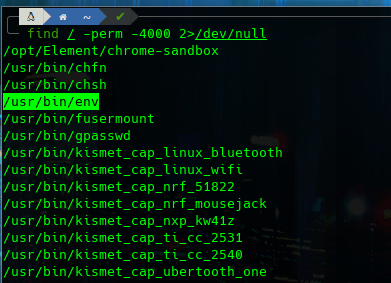 ~ ✔
find / -perm -4000 2>/dev/null
/opt/Element/chrome-sandbox
/usr/bin/chfn
/usr/bin/chsh
/usr/bin/env
/usr/bin/fusermount
/usr/bin/gpasswd
/usr/bin/kismet_cap_linux_bluetooth
/usr/bin/kismet_cap_linux_wifi
/usr/bin/kismet_cap_nrf_51822
/usr/bin/kismet_cap_nrf_mousejack
/usr/bin/kismet_cap_nxp_kw41z
/usr/bin/kismet_cap_ti_cc_2531
/usr/bin/kismet_cap_ti_cc_2540
/usr/bin/kismet_cap_ubertooth_one